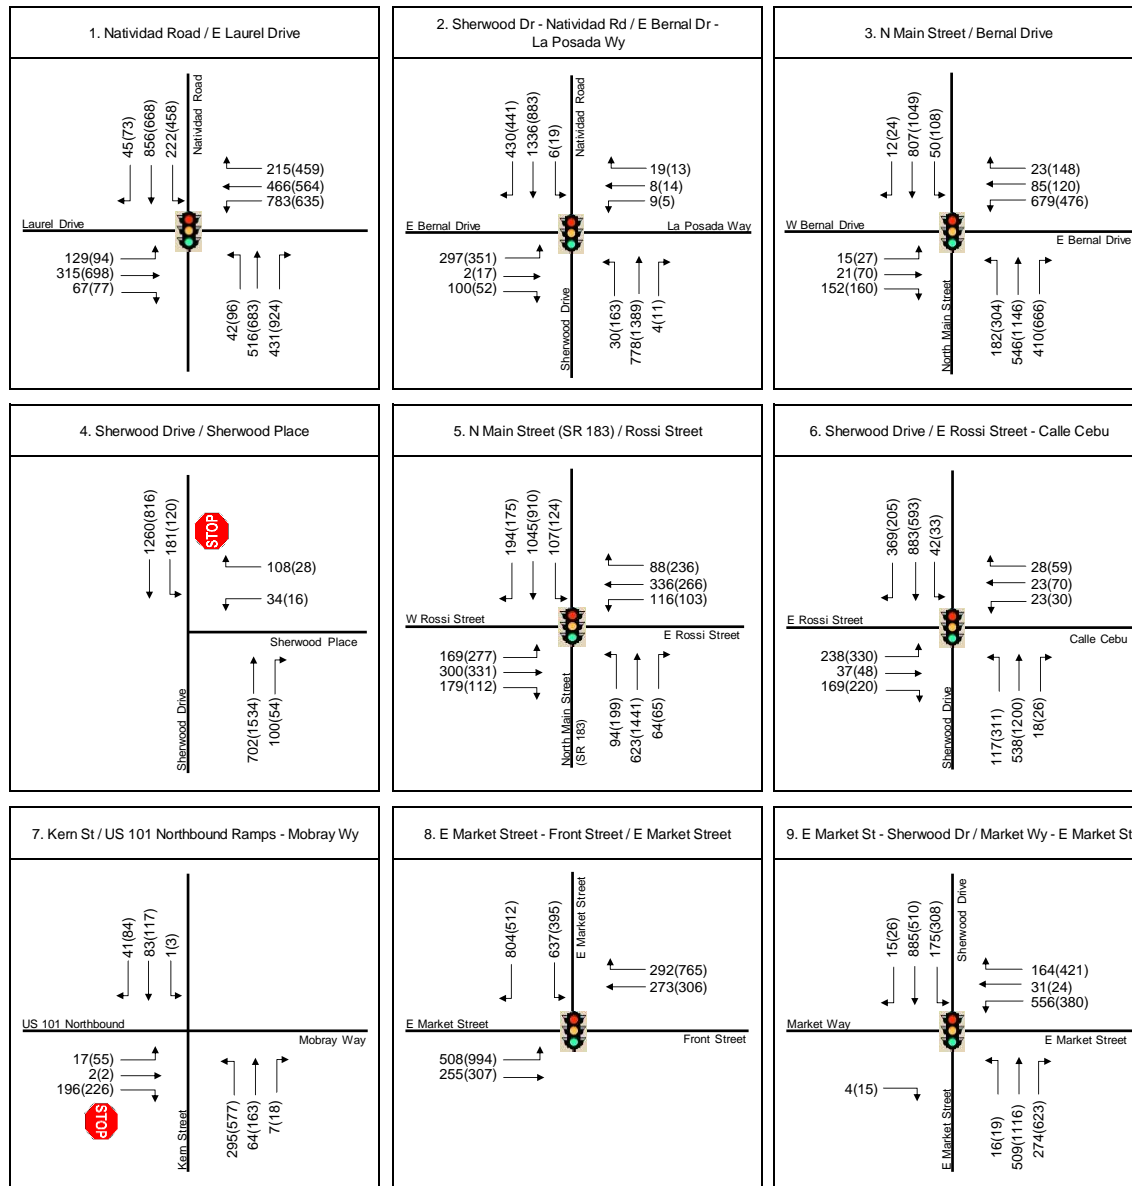 1. Natividad Road / E Laurel Drive
45(73)
856(668)
222(458)
Natividad Road
215(459)
466(564)
783(635)
Laurel Drive
129(94)
315(698)
67(77)
42(96)
516(683)
431(924)
2. Sherwood Dr - Natividad Rd / E Bernal Dr -
La Posada Wy
430(441)
1336(883)
6(19)
Natividad Road
19(13)
8(14)
9(5)
E Bernal Drive
La Posada Way
297(351)
2(17)
100(52)
Sherwood Drive
30(163)
778(1389)
4(11)
3. N Main Street / Bernal Drive
12(24)
807(1049)
50(108)
23(148)
85(120)
679(476)
W Bernal Drive
E Bernal Drive
15(27)
21(70)
152(160)
North Main Street
182(304)
546(1146)
410(666)
4. Sherwood Drive / Sherwood Place
1260(816)
181(120)
STOP
108(28)
34(16)
Sherwood Place
Sherwood Drive
702(1534)
100(54)
5. N Main Street (SR 183) / Rossi Street
194(175)
1045(910)
107(124)
88(236)
336(266)
116(103)
W Rossi Street
E Rossi Street
169(277)
300(331)
179(112)
North Main Street
(SR 183)
94(199)
623(1441)
64(65)
6. Sherwood Drive / E Rossi Street - Calle Cebu
369(205)
883(593)
42(33)
28(59)
23(70)
23(30)
E Rossi Street
Calle Cebu
238(330)
37(48)
169(220)
Sherwood Drive
117(311)
538(1200)
18(26)
7. Kern St / US 101 Northbound Ramps - Mobray Wy
41(84)
83(117)
1(3)
US 101 Northbound
Mobray Way
17(55)
2(2)
196(226)
STOP
Kern Street
295(577)
64(163)
7(18)
8. E Market Street - Front Street / E Market Street
804(512)
637(395)
E Market Street
292(765)
273(306)
E Market Street
Front Street
508(994)
255(307)
9. E Market St - Sherwood Dr / Market Wy - E Market St
15(26)
885(510)
175(308)
Sherwood Drive
164(421)
31(24)
556(380)
Market Way
E Market Street
4(15)
E Market Street
16(19)
509(1116)
274(623)